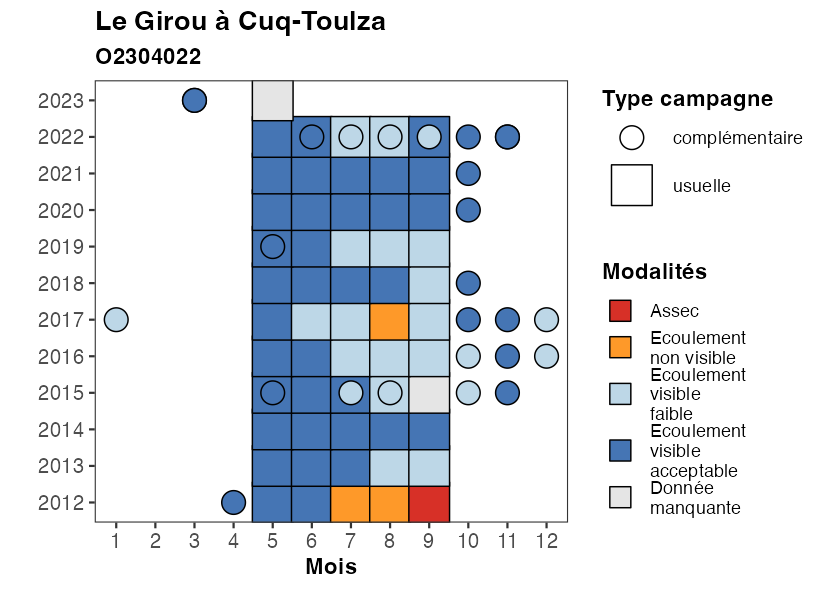 Le Girou à Cuq-Toulza
O2304022
2023
2022
2021
2020
2019
2018
2017
2016
2015
2014
2013
2012
1 2 3 4 5 6 7 8 9 10 11 12
Mois
Type campagne
complémentaire
usuelle
Modalités
Assec
Ecoulement
non visible
Ecoulement
visible
faible
Ecoulement
visible
acceptable
Donnée
manquante